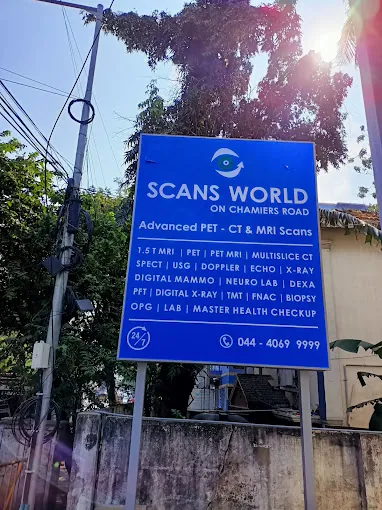 SCANS WORLD
ON CHAMIERS ROAD
Advanced PET - CT & MRI Scans
1.5 T MRI | PET | PET MRI | MULTISLICE CT
SPECT | USG | DOPPLER | ECHO | X-RAY
DIGITAL MAMMO | NEURO LAB | DEXA
PFT | DIGITAL X-RAY | TMT | FNAC | BIOPSY
OPG | LAB | MASTER HEALTH CHECKUP
24/7
044 - 4069 9999